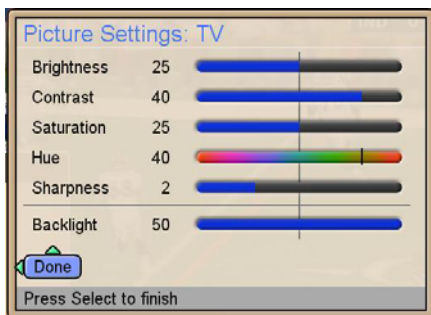 Picture Settings: TV
Brightness 25
Contrast 40
Saturation 25
Hue 40
Sharpness 2
Backlight 50
Done
Press Select to finish